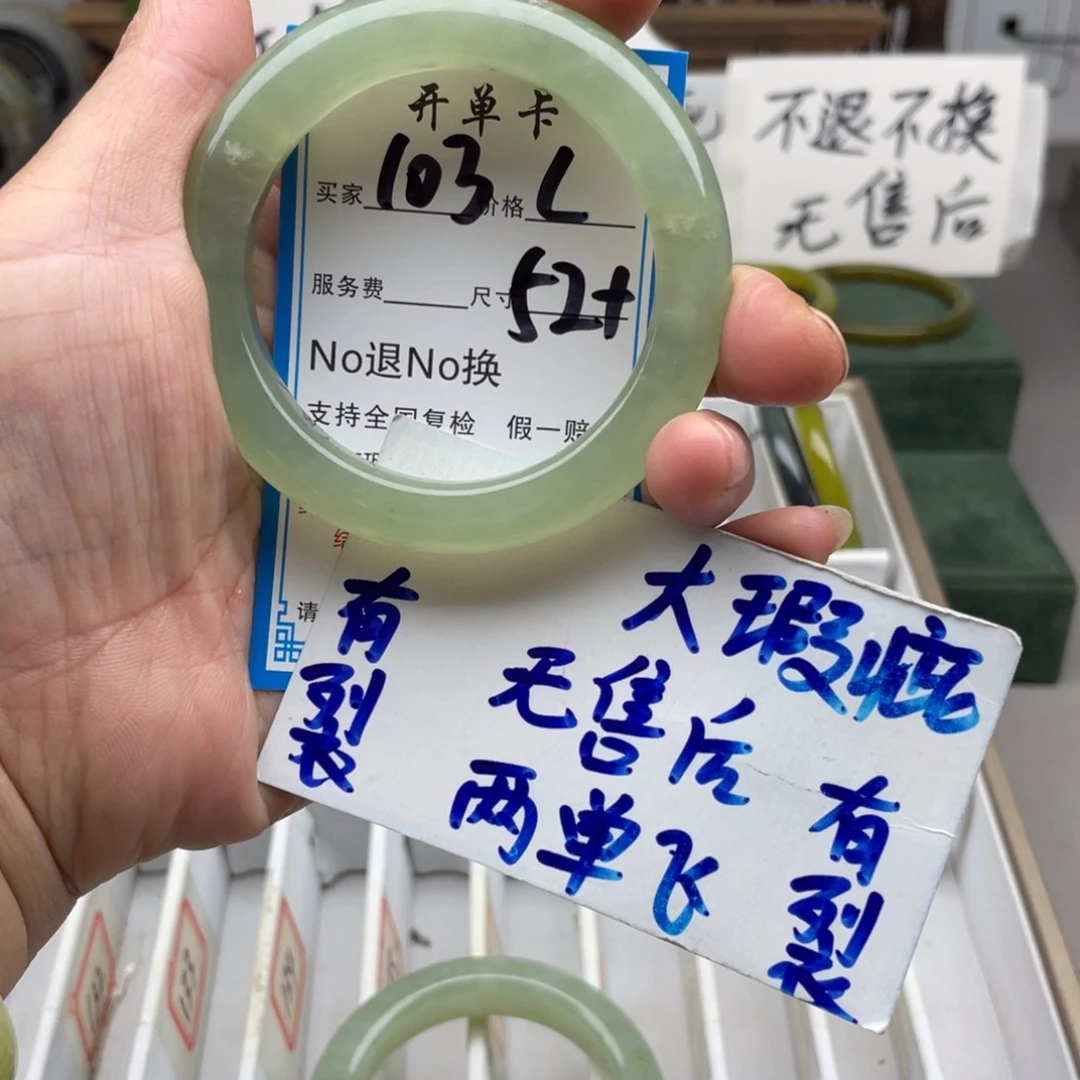 开单卡
买家 103 价格 L
服务费 尺寸 52+
No退No换
支持全国复检 假一赔
请
不退不换
无售后
大瑕疵
无售后
两单飞
有裂
有裂